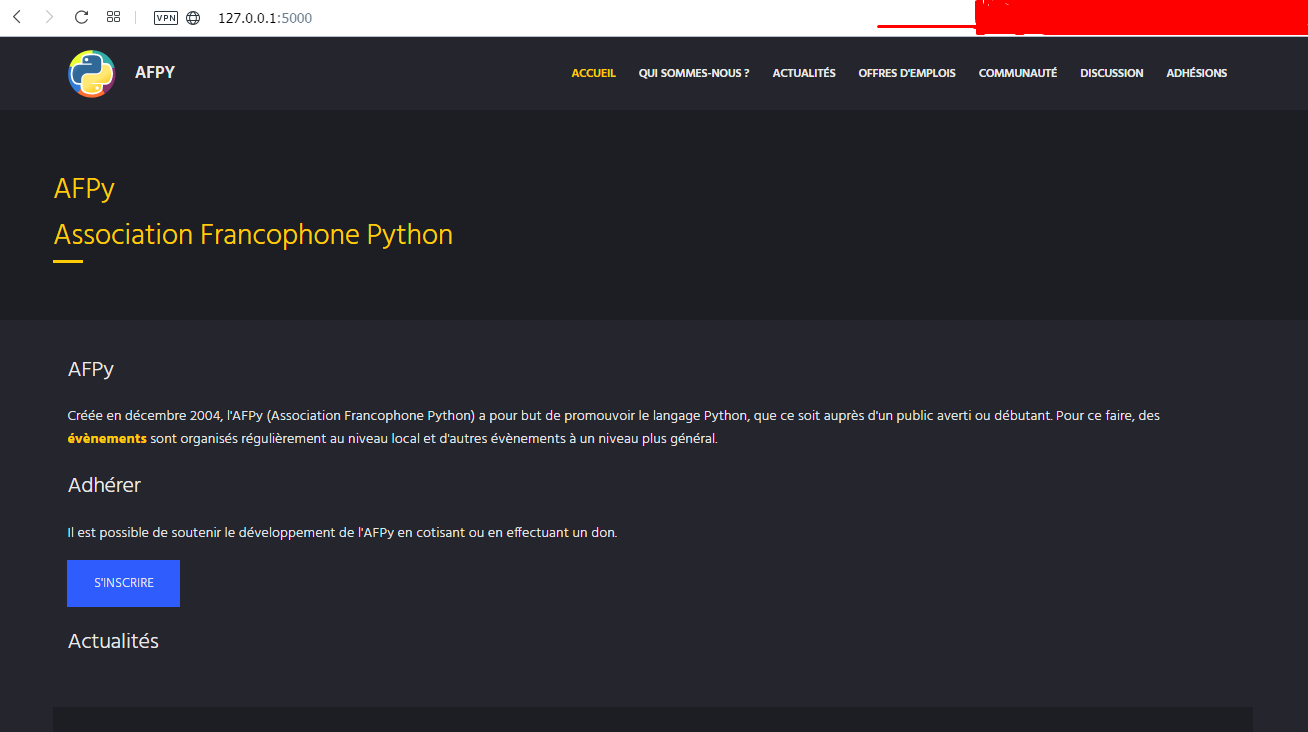 VPN 127.0.0.1:5000
AFPY ACCUEIL QUI SOMMES-NOUS ? ACTUALITÉS OFFRES D'EMPLOIS COMMUNAUTÉ DISCUSSION ADHÉSIONS
AFPy
Association Francophone Python
AFPy
Créée en décembre 2004, l'AFPy (Association Francophone Python) a pour but de promouvoir le langage Python, que ce soit auprès d'un public averti ou débutant. Pour ce faire, des
évènements sont organisés régulièrement au niveau local et d'autres évènements à un niveau plus général.
Adhérer
Il est possible de soutenir le développement de l'AFPy en cotisant ou en effectuant un don.
S'INSCRIRE
Actualités